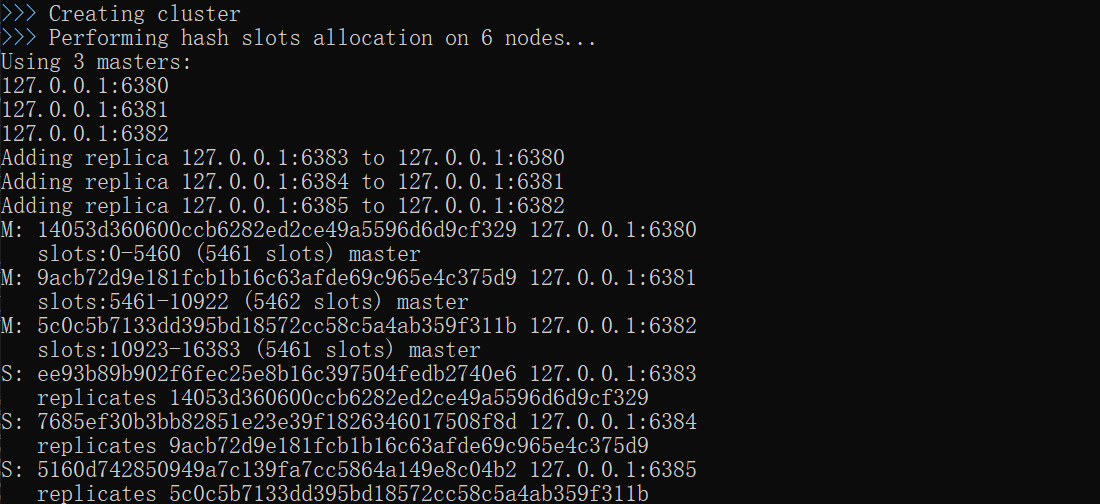 >>> Creating cluster
>>> Performing hash slots allocation on 6 nodes...
Using 3 masters:
127.0.0.1:6380
127.0.0.1:6381
127.0.0.1:6382
Adding replica 127.0.0.1:6383 to 127.0.0.1:6380
Adding replica 127.0.0.1:6384 to 127.0.0.1:6381
Adding replica 127.0.0.1:6385 to 127.0.0.1:6382
M: 14053d360600ccb6282ed2ce49a5596d6d9cf329 127.0.0.1:6380
   slots:0-5460 (5461 slots) master
M: 9acb72d9e181fcb1b16c63afde69c965e4c375d9 127.0.0.1:6381
   slots:5461-10922 (5462 slots) master
M: 5c0c5b7133dd395bd18572cc58c5a4ab359f311b 127.0.0.1:6382
   slots:10923-16383 (5461 slots) master
S: ee93b89b902f6fec25e8b16c397504fedb2740e6 127.0.0.1:6383
   replicates 14053d360600ccb6282ed2ce49a5596d6d9cf329
S: 7685ef30b3bb82851e23e39f1826346017508f8d 127.0.0.1:6384
   replicates 9acb72d9e181fcb1b16c63afde69c965e4c375d9
S: 5160d742850949a7c139fa7cc5864a149e8c04b2 127.0.0.1:6385
   replicates 5c0c5b7133dd395bd18572cc58c5a4ab359f311b